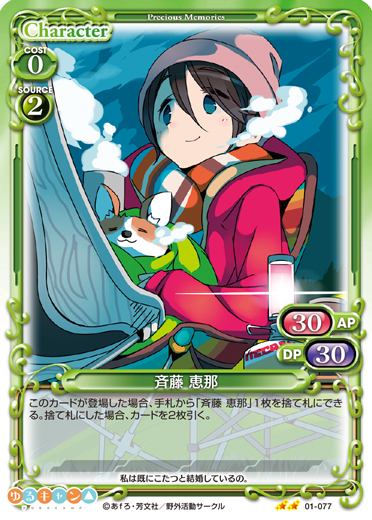 Precious Memories
Character
COST
0
SOURCE
2
30 AP
DP 30
斉藤 恵那
このカードが登場した場合、手札から「斉藤 恵那」1枚を捨て札にでき
る。捨て札にした場合、カードを2枚引く。
私は既にこたつと結婚しているの。
ゆるキャン△
©あfろ・芳文社／野外活動サークル
01-077